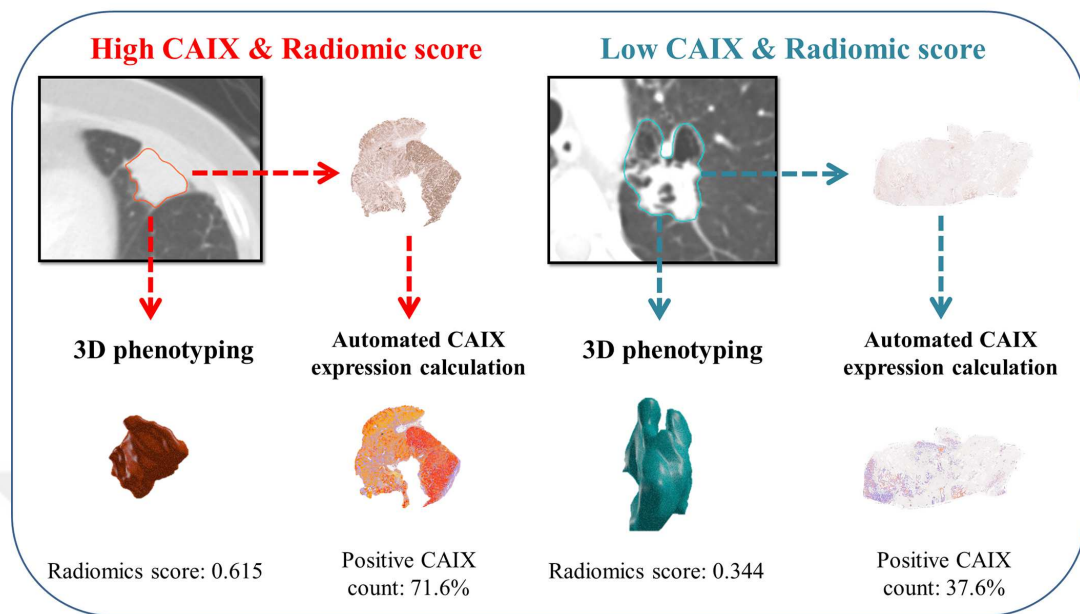 High CAIX & Radiomic score
Low CAIX & Radiomic score
3D phenotyping
Automated CAIX
expression calculation
3D phenotyping
Automated CAIX
expression calculation
Radiomics score: 0.615
Positive CAIX
count: 71.6%
Radiomics score: 0.344
Positive CAIX
count: 37.6%